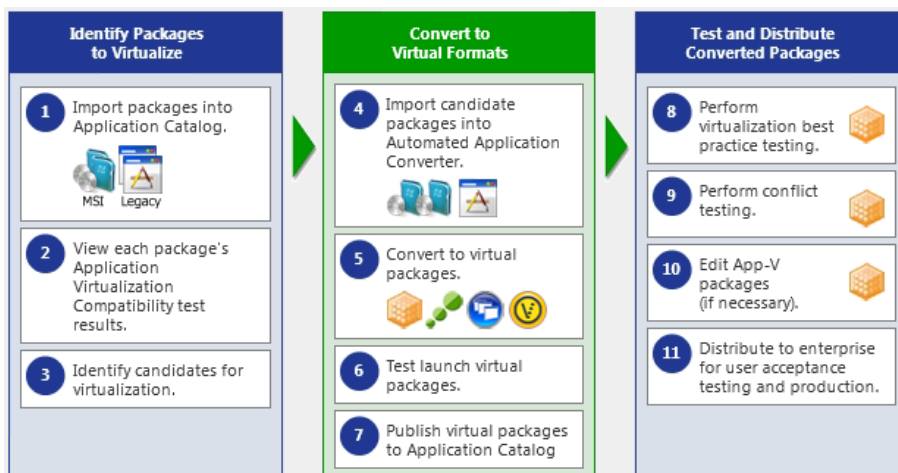 Identify Packages
to Virtualize
1
Import packages into
Application Catalog.
MSI Legacy
2
View each package's
Application
Virtualization
Compatibility test
results.
3
Identify candidates for
virtualization.
Convert to
Virtual Formats
4
Import candidate
packages into
Automated Application
Converter.
5
Convert to virtual
packages.
6
Test launch virtual
packages.
7
Publish virtual packages
to Application Catalog
Test and Distribute
Converted Packages
8
Perform
virtualization best
practice testing.
9
Perform conflict
testing.
10
Edit App-V
packages
(if necessary).
11
Distribute to enterprise
for user acceptance
testing and production.